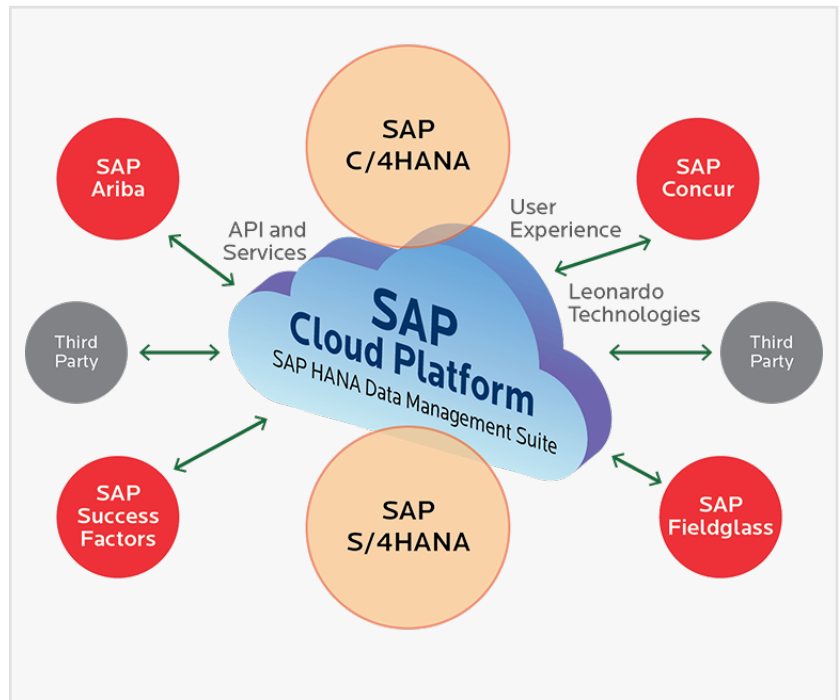 SAP
C/4HANA
SAP
Ariba
SAP
Concur
API and
Services
User
Experience
Leonardo
Technologies
SAP
Cloud Platform
SAP HANA Data Management Suite
Third
Party
Third
Party
SAP
Success
Factors
SAP
S/4HANA
SAP
Fieldglass